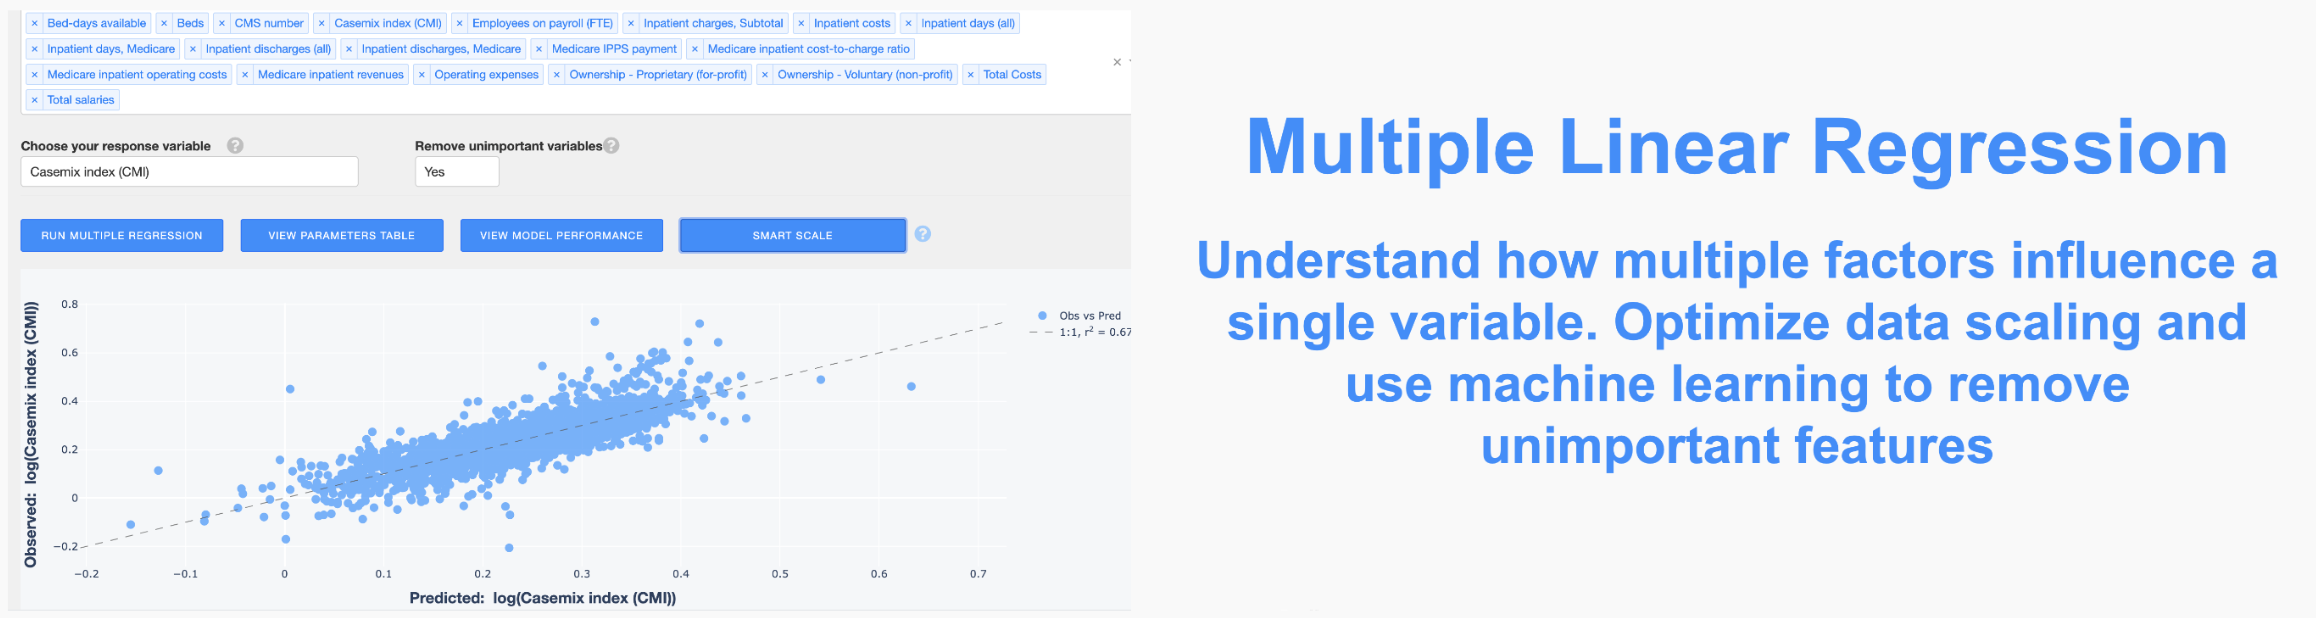 × Bed-days available × Beds × CMS number × Casemix index (CMI) × Employees on payroll (FTE) × Inpatient charges, Subtotal × Inpatient costs × Inpatient days (all)
× Inpatient days, Medicare × Inpatient discharges (all) × Inpatient discharges, Medicare × Medicare IPPS payment × Medicare inpatient cost-to-charge ratio
× Medicare inpatient operating costs × Medicare inpatient revenues × Operating expenses × Ownership - Proprietary (for-profit) × Ownership - Voluntary (non-profit) × Total Costs
× Total salaries
×
Choose your response variable ?
Casemix index (CMI)
Remove unimportant variables ?
Yes
RUN MULTIPLE REGRESSION
VIEW PARAMETERS TABLE
VIEW MODEL PERFORMANCE
SMART SCALE
?
Observed: log(Casemix index (CMI))
0.8
0.6
0.4
0.2
0
−0.2
−0.2 −0.1 0 0.1 0.2 0.3 0.4 0.5 0.6 0.7
Predicted: log(Casemix index (CMI))
Obs vs Pred
1:1, r² = 0.67
Multiple Linear Regression
Understand how multiple factors influence a
single variable. Optimize data scaling and
use machine learning to remove
unimportant features